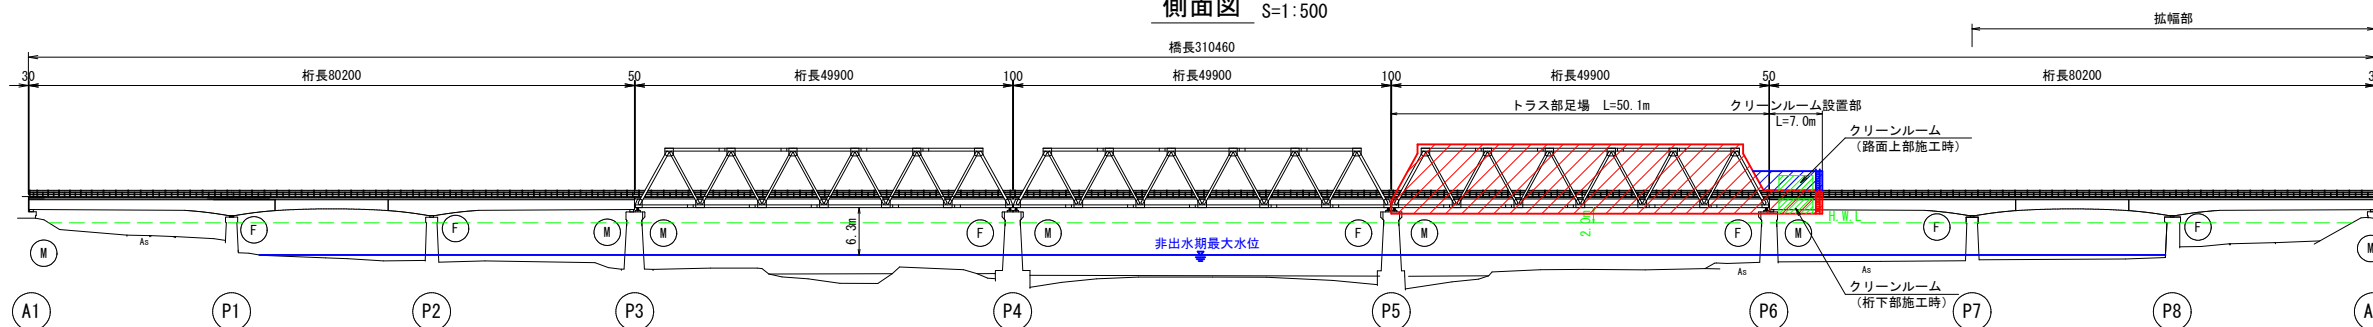 側面図 S=1:500
拡幅部
橋長310460
30 桁長80200 50 桁長49900 100 桁長49900 100 桁長49900 50 桁長80200
トラス部足場 L=50.1m クリーンルーム設置部
L=7.0m
クリーンルーム
(路面上部施工時)
6.3m
H.W.L
非出水期最大水位
M As F F M M F M F M F M F F M
As As
クリーンルーム
(桁下部施工時)
A1 P1 P2 P3 P4 P5 P6 P7 P8